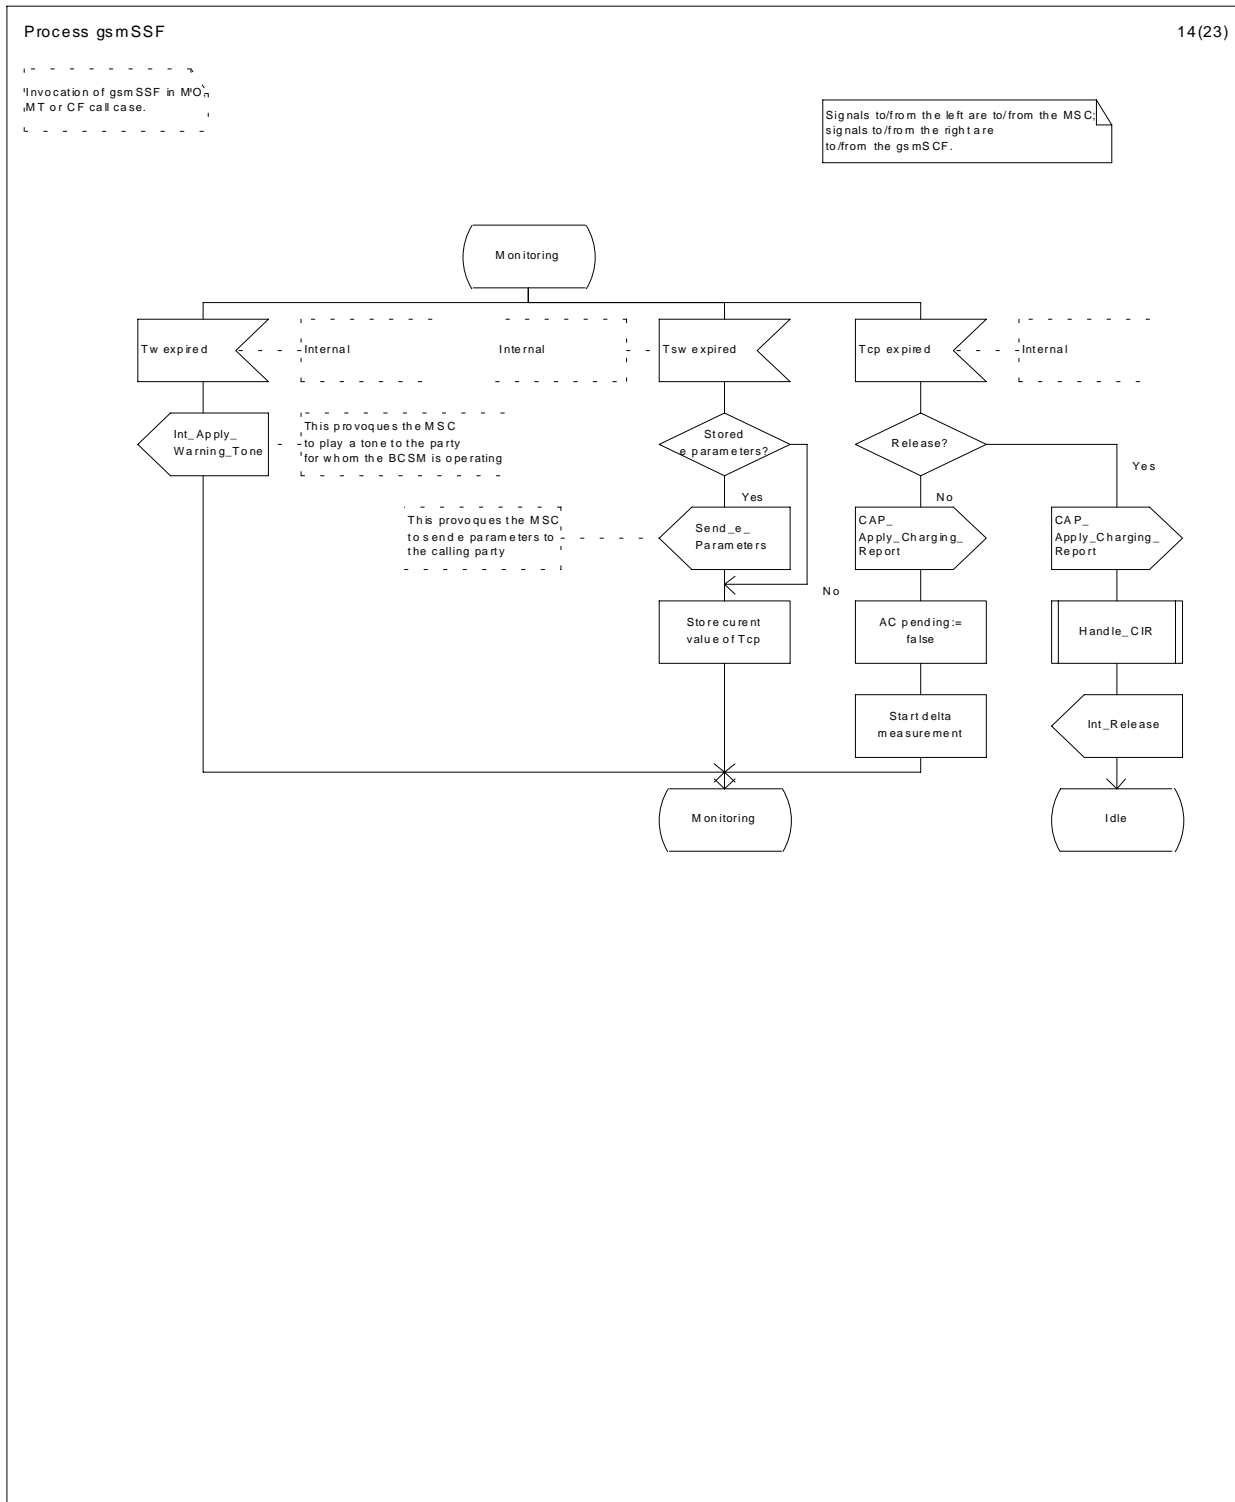 Process gsmSSF
14(23)
Invocation of gsmSSF in MO,
MT or CF call case.
Signals to/from the left are to/from the MSC;
signals to/from the right are
to/from the gsmSCF.
Monitoring
Tw expired
Internal
Internal
Tsw expired
Tcp expired
Internal
Int_Apply_
Warning_Tone
This provoques the MSC
to play a tone to the party
for whom the BCSM is operating
Stored
e parameters?
Release?
Yes
Yes
No
This provoques the MSC
to send e parameters to
the calling party
Send_e_
Parameters
CAP_
Apply_Charging_
Report
CAP_
Apply_Charging_
Report
No
Store curent
value of Tcp
AC pending:=
false
Handle_CIR
Start delta
measurement
Int_Release
Monitoring
Idle